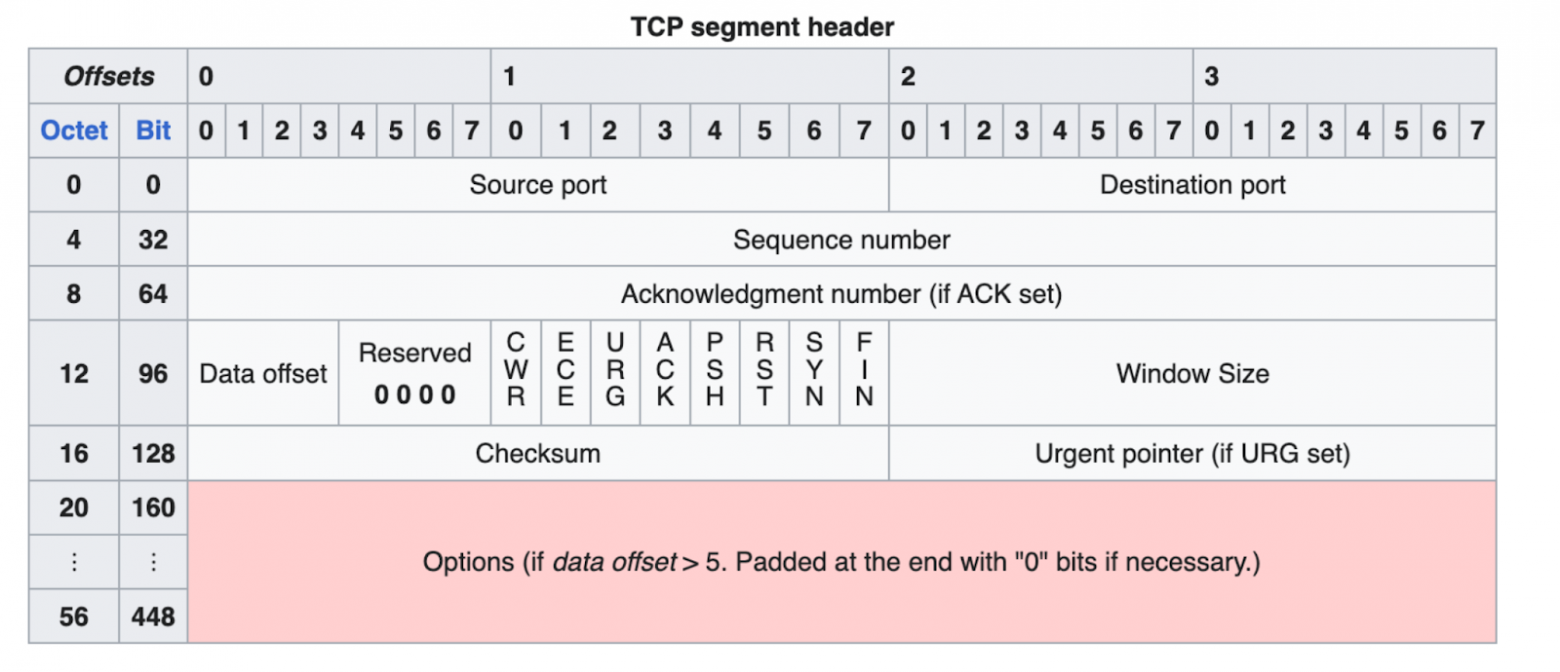 TCP segment header
Offsets 0 1 2 3
Octet Bit 0 1 2 3 4 5 6 7 0 1 2 3 4 5 6 7 0 1 2 3 4 5 6 7 0 1 2 3 4 5 6 7
0 0 Source port Destination port
4 32 Sequence number
8 64 Acknowledgment number (if ACK set)
12 96 Data offset Reserved 0 0 0 0 CWR ECE URG ACK PSH RST SYN FIN Window Size
16 128 Checksum Urgent pointer (if URG set)
20 160
⋮ ⋮ Options (if data offset > 5. Padded at the end with "0" bits if necessary.)
56 448